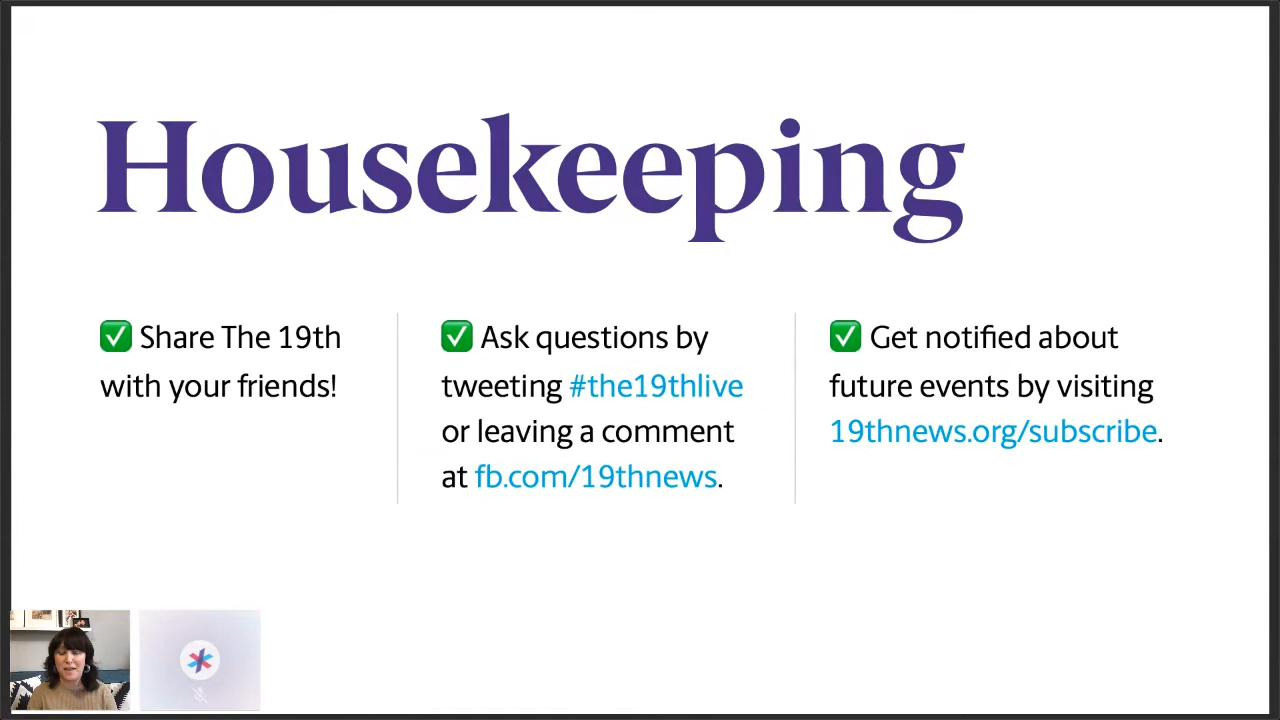 Housekeeping
✅ Share The 19th
with your friends!
✅ Ask questions by
tweeting #the19thlive
or leaving a comment
at fb.com/19thnews.
✅ Get notified about
future events by visiting
19thnews.org/subscribe.